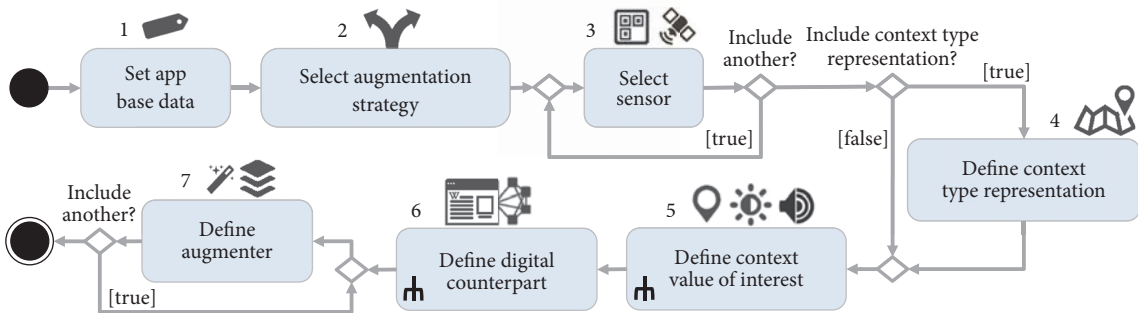 1
Set app
base data
2
Select augmentation
strategy
3
Select
sensor
Include
another?
[true]
Include context type
representation?
[true]
[false]
4
Define context
type representation
5
Define context
value of interest
6
W
Define digital
counterpart
7
Define
augmenter
Include
another?
[true]